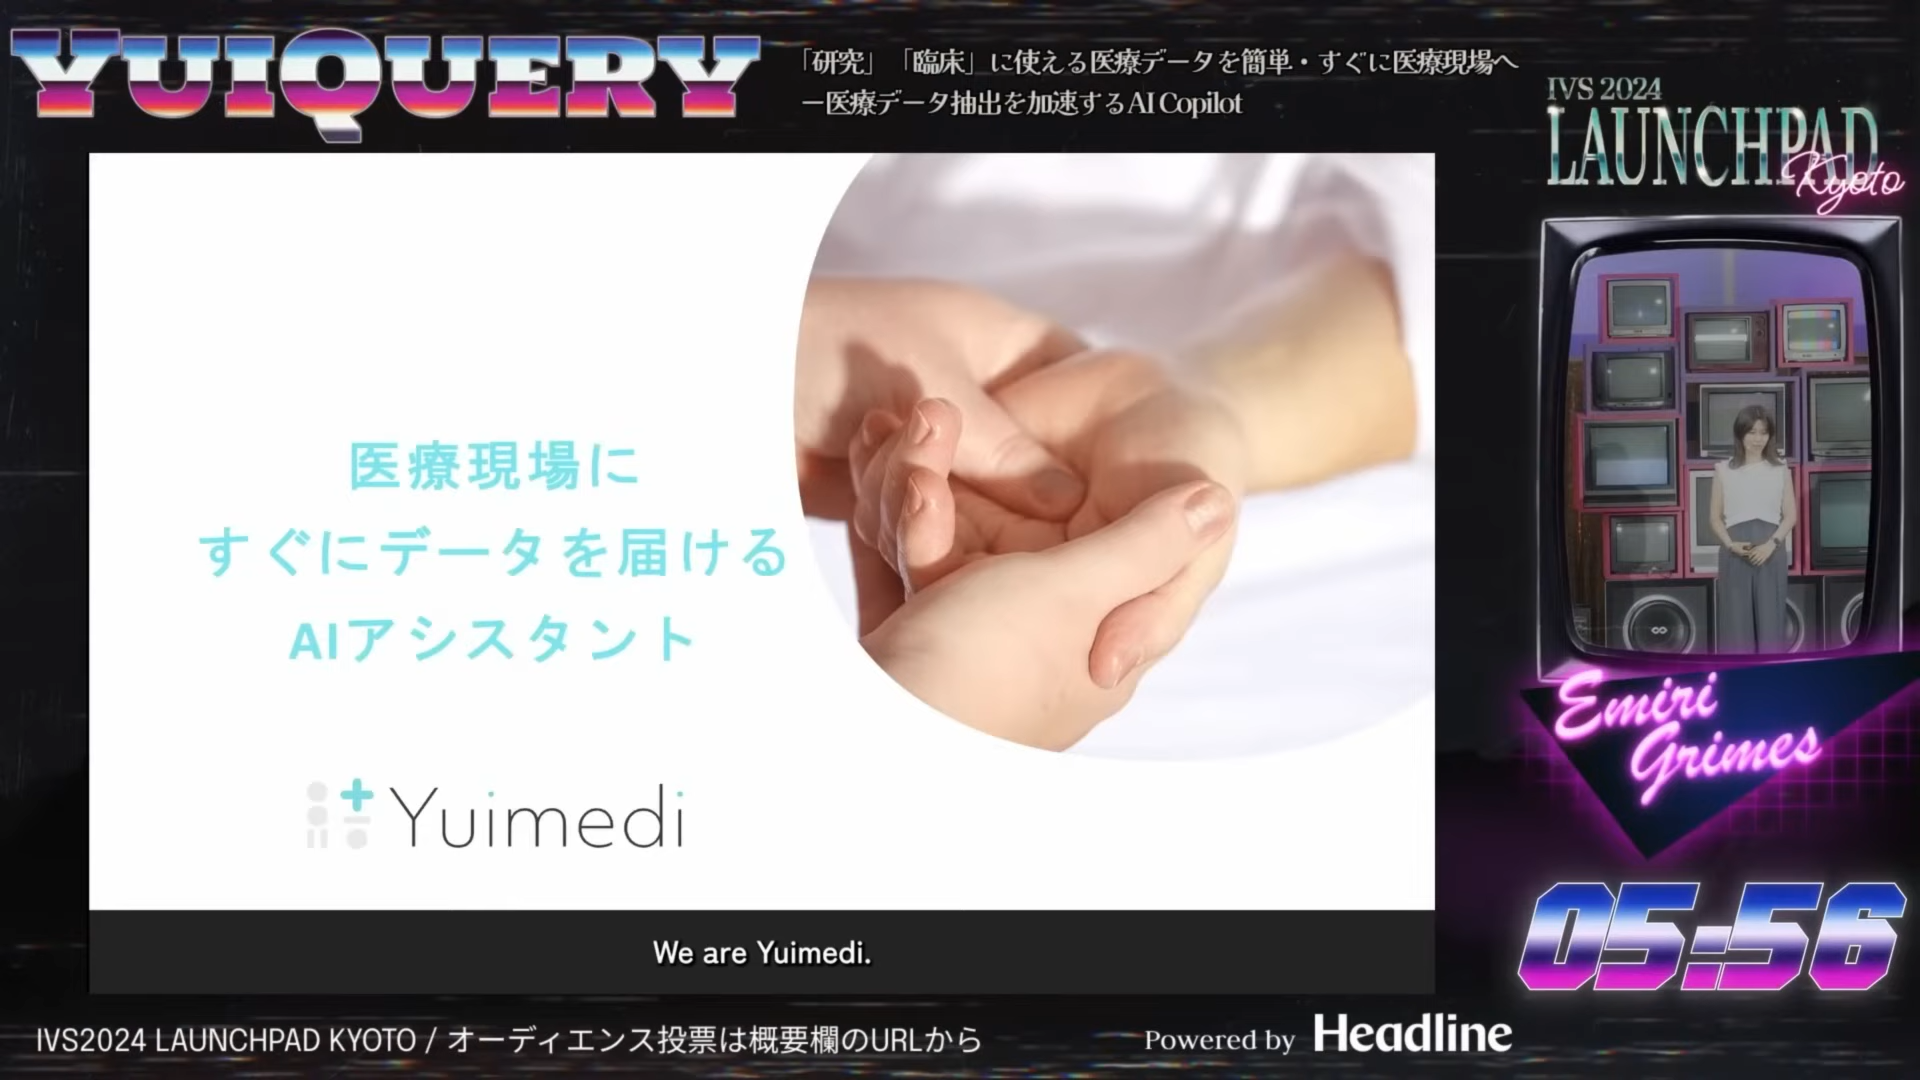 YUIQUERY
「研究」「臨床」に使える医療データを簡単・すぐに医療現場へ
ー医療データ抽出を加速するAI Copilot
IVS 2024
LAUNCHPAD
Kyoto
医療現場に
すぐにデータを届ける
AIアシスタント
Yuimedi
Emiri
Grimes
05:56
We are Yuimedi.
IVS2024 LAUNCHPAD KYOTO / オーディエンス投票は概要欄のURLから
Powered by Headline